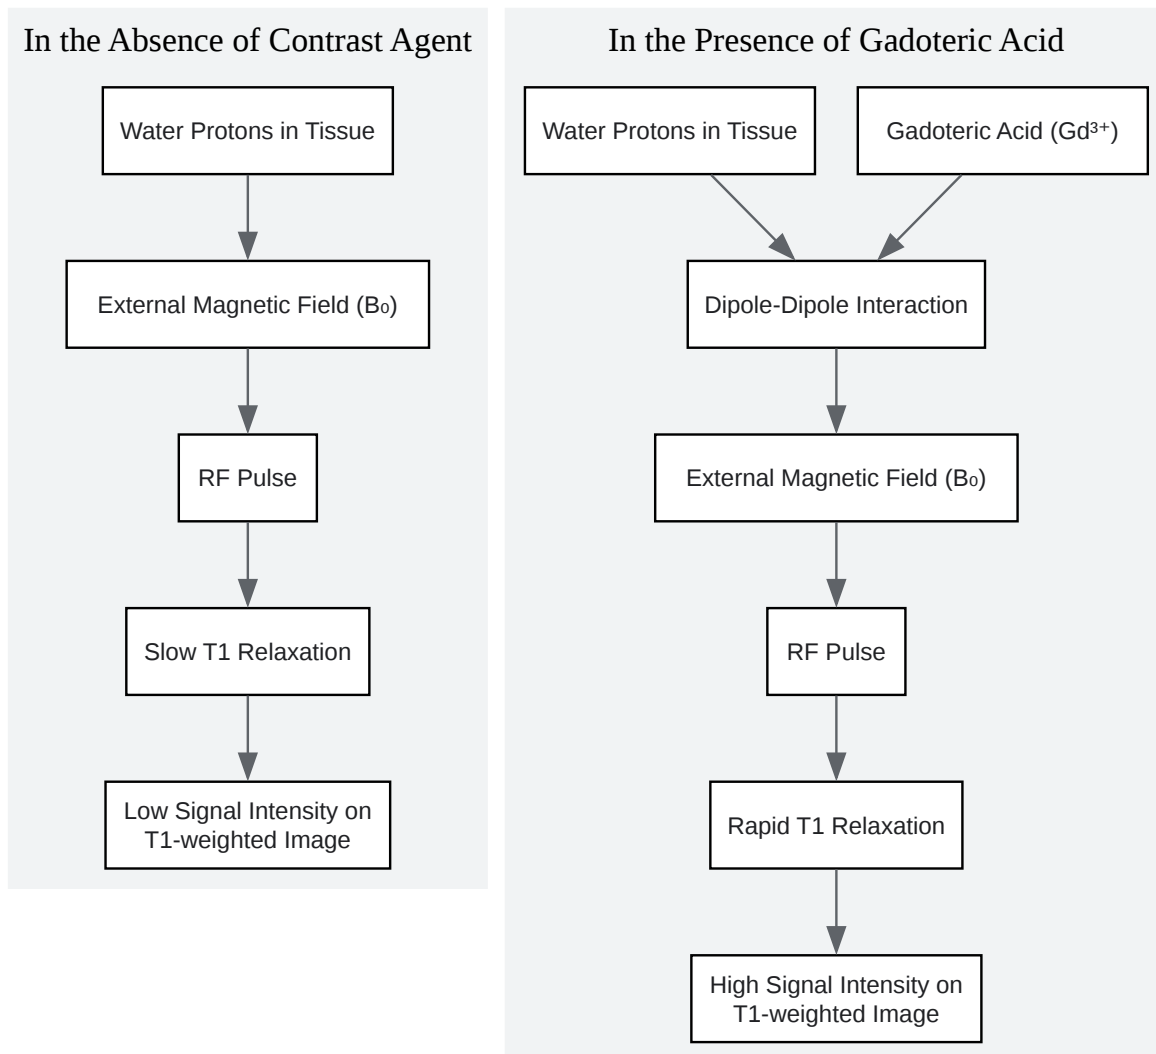 In the Absence of Contrast Agent
Water Protons in Tissue
External Magnetic Field (B₀)
RF Pulse
Slow T1 Relaxation
Low Signal Intensity on
T1-weighted Image
In the Presence of Gadoteric Acid
Water Protons in Tissue
Gadoteric Acid (Gd³⁺)
Dipole-Dipole Interaction
External Magnetic Field (B₀)
RF Pulse
Rapid T1 Relaxation
High Signal Intensity on
T1-weighted Image